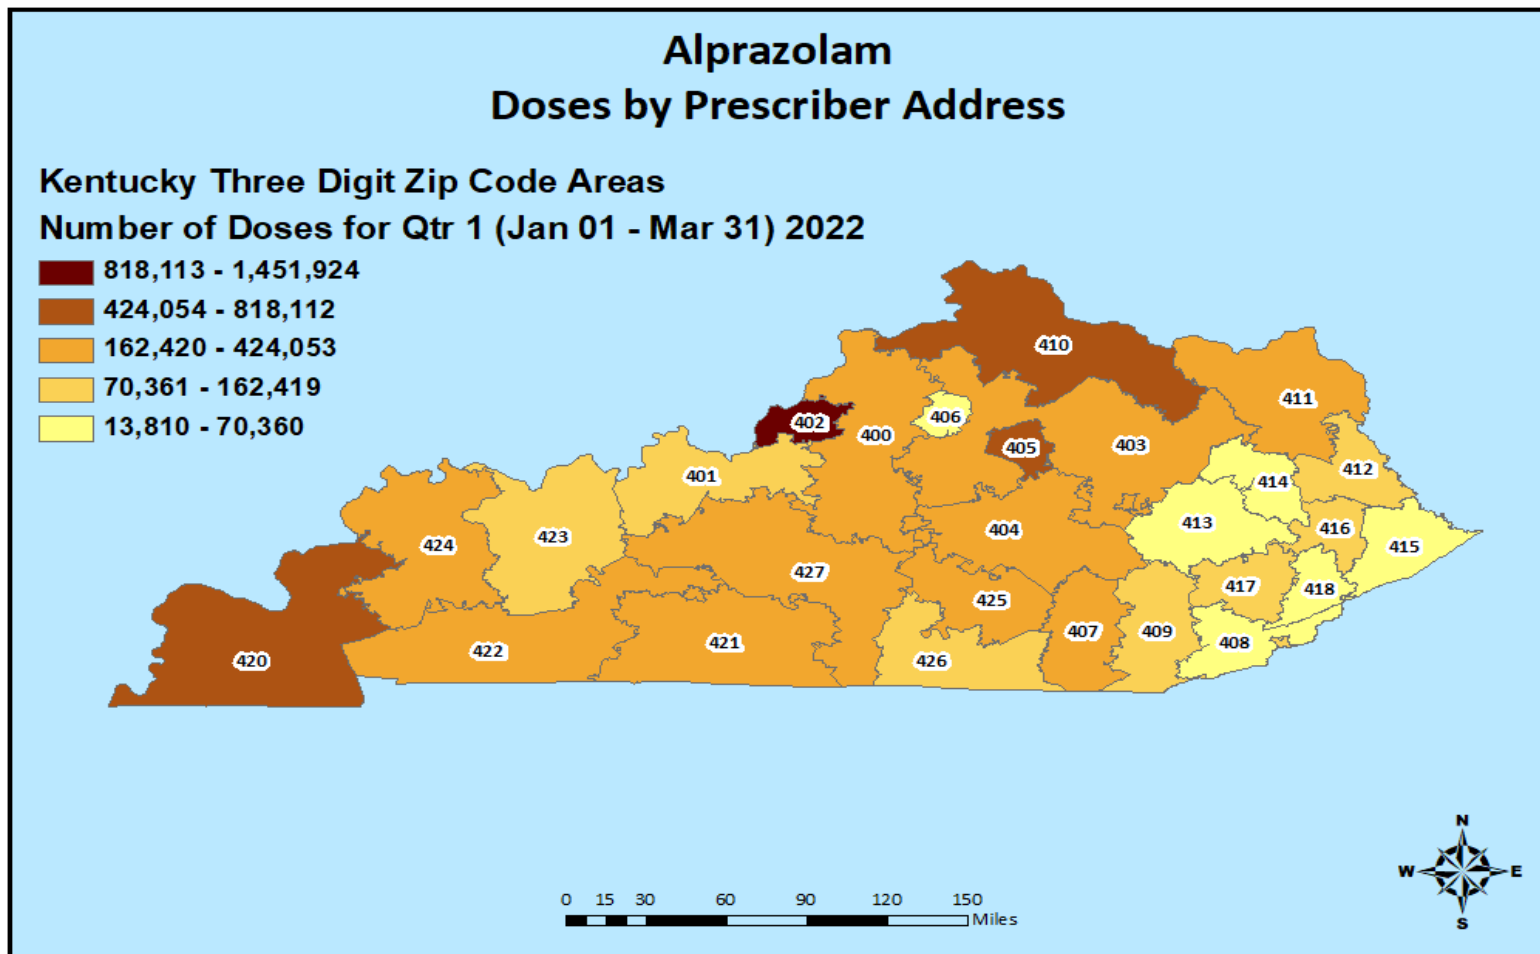 Alprazolam
Doses by Prescriber Address
Kentucky Three Digit Zip Code Areas
Number of Doses for Qtr 1 (Jan 01 - Mar 31) 2022
818,113 - 1,451,924
424,054 - 818,112
162,420 - 424,053
70,361 - 162,419
13,810 - 70,360
410
411
406
402
400
403
405
401
412
414
413
416
404
423
424
415
427
417
418
425
407
409
408
421
422
426
420
N
W E
S
0 15 30 60 90 120 150
Miles